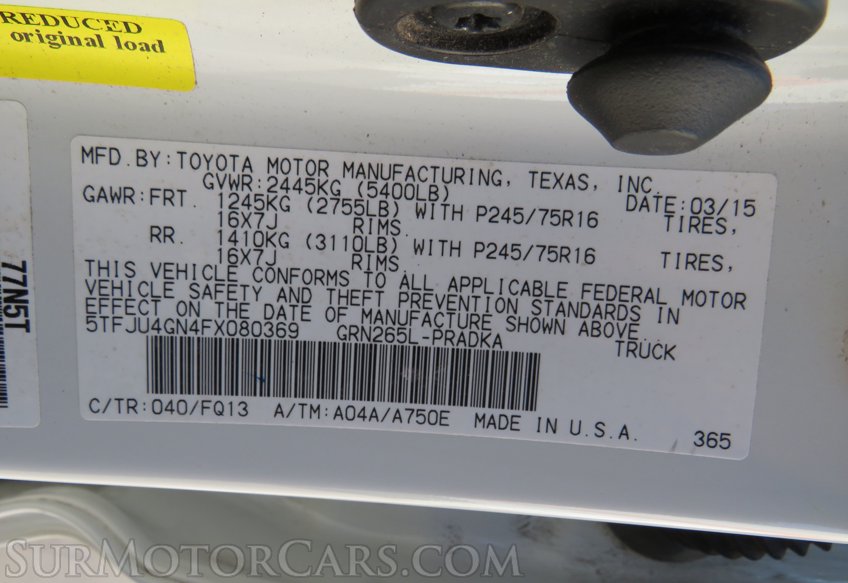 REDUCED
original load
77N5T
MFD.BY:TOYOTA MOTOR MANUFACTURING, TEXAS, INC.
GVWR:2445KG (5400LB) DATE:03/15
GAWR:FRT. 1245KG (2755LB) WITH P245/75R16 TIRES,
16X7J RIMS.
RR. 1410KG (3110LB) WITH P245/75R16 TIRES,
16X7J RIMS.
THIS VEHICLE CONFORMS TO ALL APPLICABLE FEDERAL MOTOR
VEHICLE SAFETY AND THEFT PREVENTION STANDARDS IN
EFFECT ON THE DATE OF MANUFACTURE SHOWN ABOVE.
5TFJU4GN4FX080369 GRN265L-PRADKA TRUCK
C/TR:040/FQ13 A/TM:A04A/A750E MADE IN U.S.A. 365
SurMotorCars.com